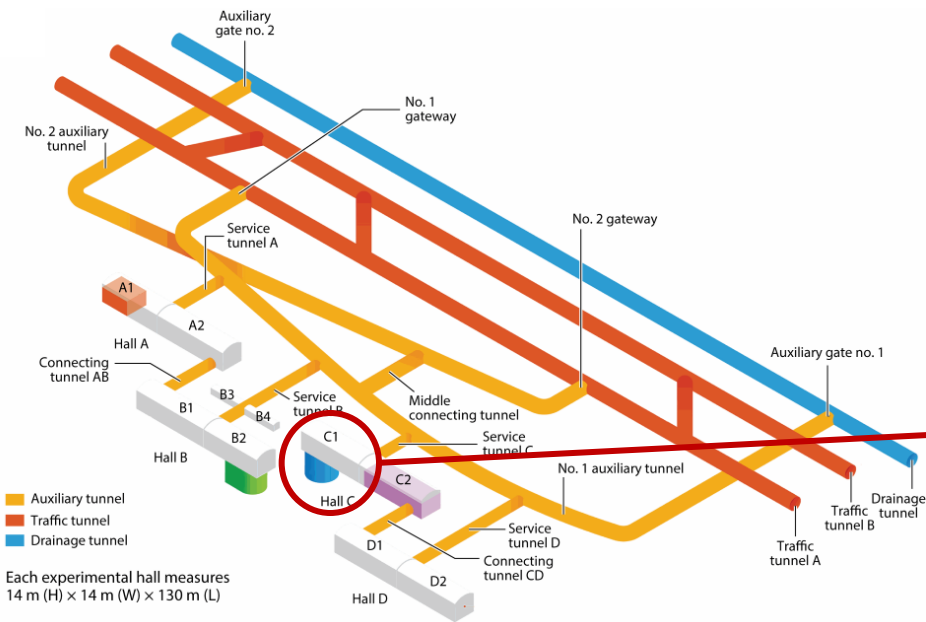 Auxiliary
gate no. 2
No. 1
gateway
No. 2 auxiliary
tunnel
Service
tunnel A
No. 2 gateway
A1
A2
Hall A
Connecting
tunnel AB
Auxiliary gate no. 1
B1
B2
B3
B4
Hall B
Service
tunnel B
Middle
connecting tunnel
C1
C2
Hall C
Service
tunnel C
No. 1 auxiliary tunnel
Drainage
tunnel
Traffic
tunnel B
Traffic
tunnel A
Service
tunnel D
Connecting
tunnel CD
D1
D2
Hall D
Auxiliary tunnel
Traffic tunnel
Drainage tunnel
Each experimental hall measures
14 m (H) × 14 m (W) × 130 m (L)